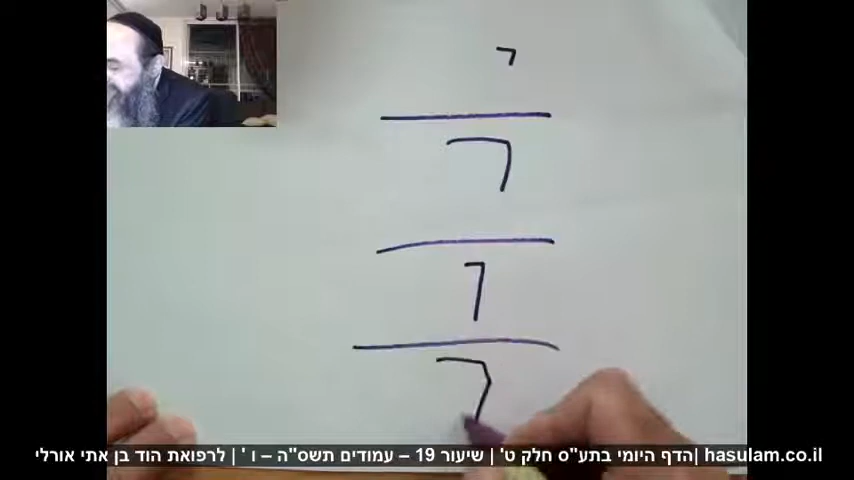 י
ר
ו
hasulam.co.il |הדף היומי בתע"ס חלק ט' | שיעור 19 – עמודים תשס"ה – ו ' | לרפואת הוד בן אתי אורלי